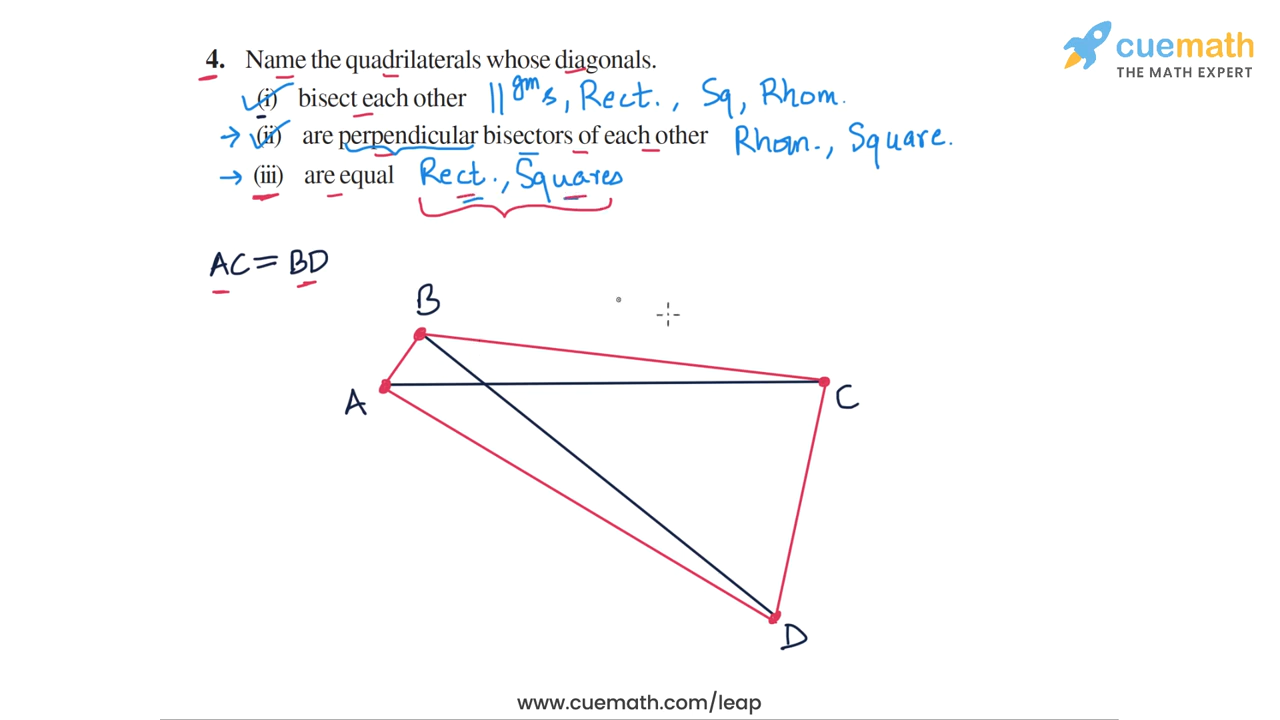 cuemath
THE MATH EXPERT
4. Name the quadrilaterals whose diagonals.
(i) bisect each other ||gms, Rect., Sq, Rhom.
→ (ii) are perpendicular bisectors of each other Rhom., Square.
→ (iii) are equal Rect., Squares
AC = BD
B
A
C
D
www.cuemath.com/leap